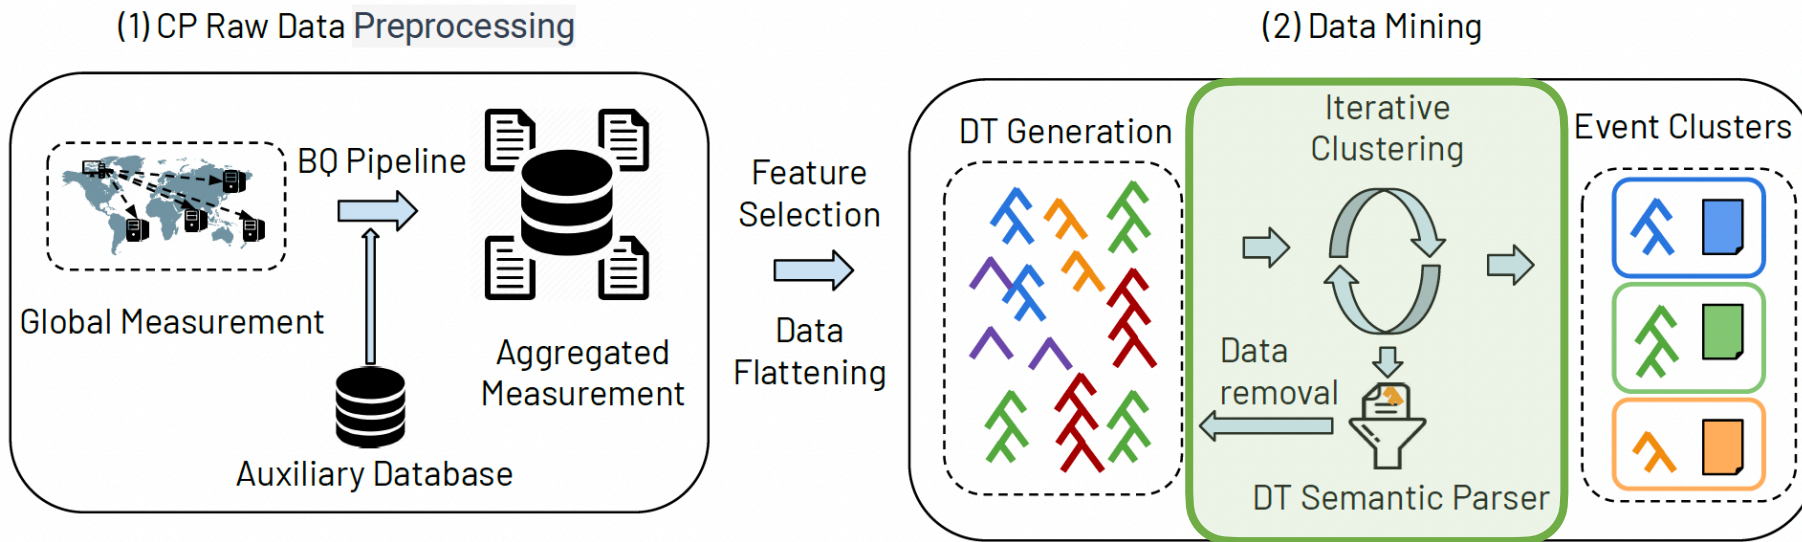 (1) CP Raw Data Preprocessing
(2) Data Mining
BQ Pipeline
Global Measurement
Aggregated
Measurement
Auxiliary Database
Feature
Selection
Data
Flattening
DT Generation
Iterative
Clustering
Data
removal
DT Semantic Parser
Event Clusters